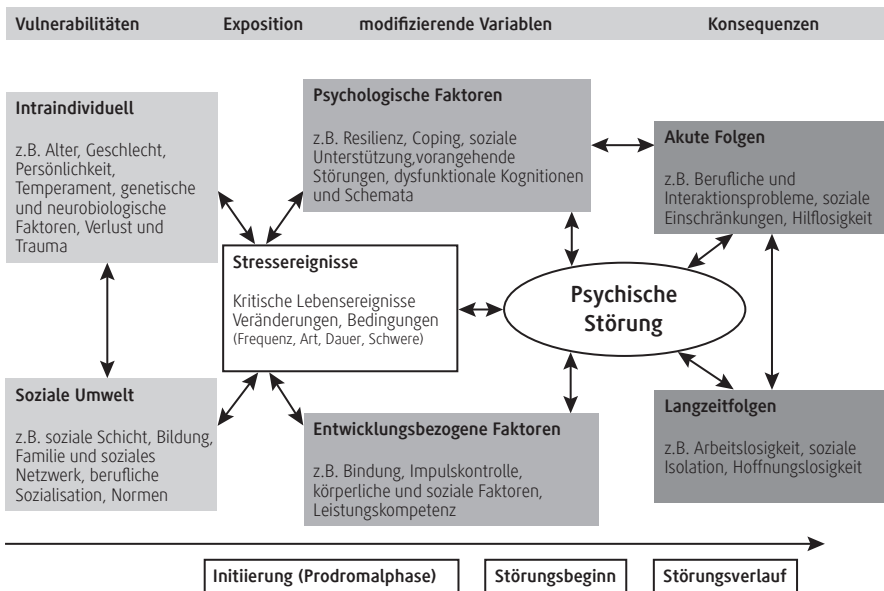 Vulnerabilitäten
Exposition
modifizierende Variablen
Konsequenzen
Intraindividuell
z.B. Alter, Geschlecht,
Persönlichkeit,
Temperament, genetische
und neurobiologische
Faktoren, Verlust und
Trauma
Psychologische Faktoren
z.B. Resilienz, Coping, soziale
Unterstützung,vorangehende
Störungen, dysfunktionale Kognitionen
und Schemata
Akute Folgen
z.B. Berufliche und
Interaktionsprobleme, soziale
Einschränkungen, Hilflosigkeit
Stressereignisse
Kritische Lebensereignisse
Veränderungen, Bedingungen
(Frequenz, Art, Dauer, Schwere)
Psychische
Störung
Soziale Umwelt
z.B. soziale Schicht, Bildung,
Familie und soziales
Netzwerk, berufliche
Sozialisation, Normen
Entwicklungsbezogene Faktoren
z.B. Bindung, Impulskontrolle,
körperliche und soziale Faktoren,
Leistungskompetenz
Langzeitfolgen
z.B. Arbeitslosigkeit, soziale
Isolation, Hoffnungslosigkeit
Initiierung (Prodromalphase)
Störungsbeginn
Störungsverlauf